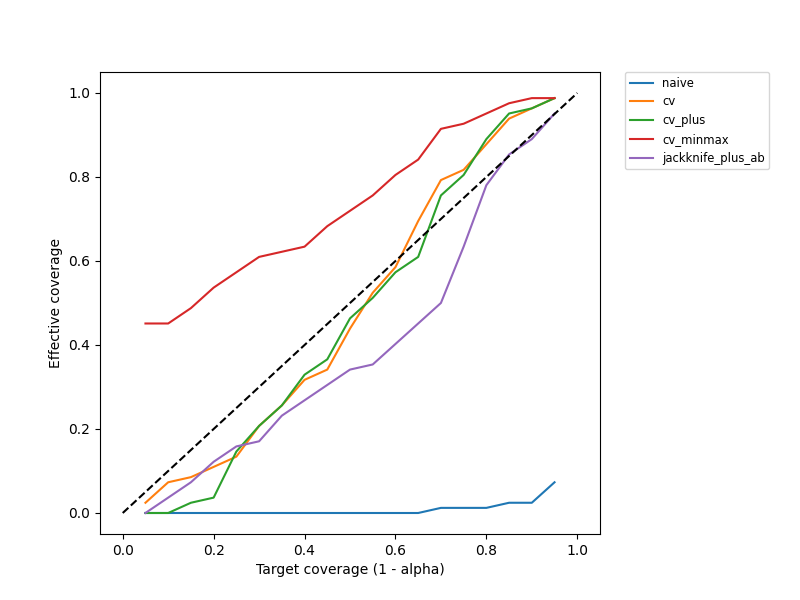 naive
cv
cv_plus
cv_minmax
jackknife_plus_ab
Effective coverage
1.0
0.8
0.6
0.4
0.2
0.0
0.0 0.2 0.4 0.6 0.8 1.0
Target coverage (1 - alpha)